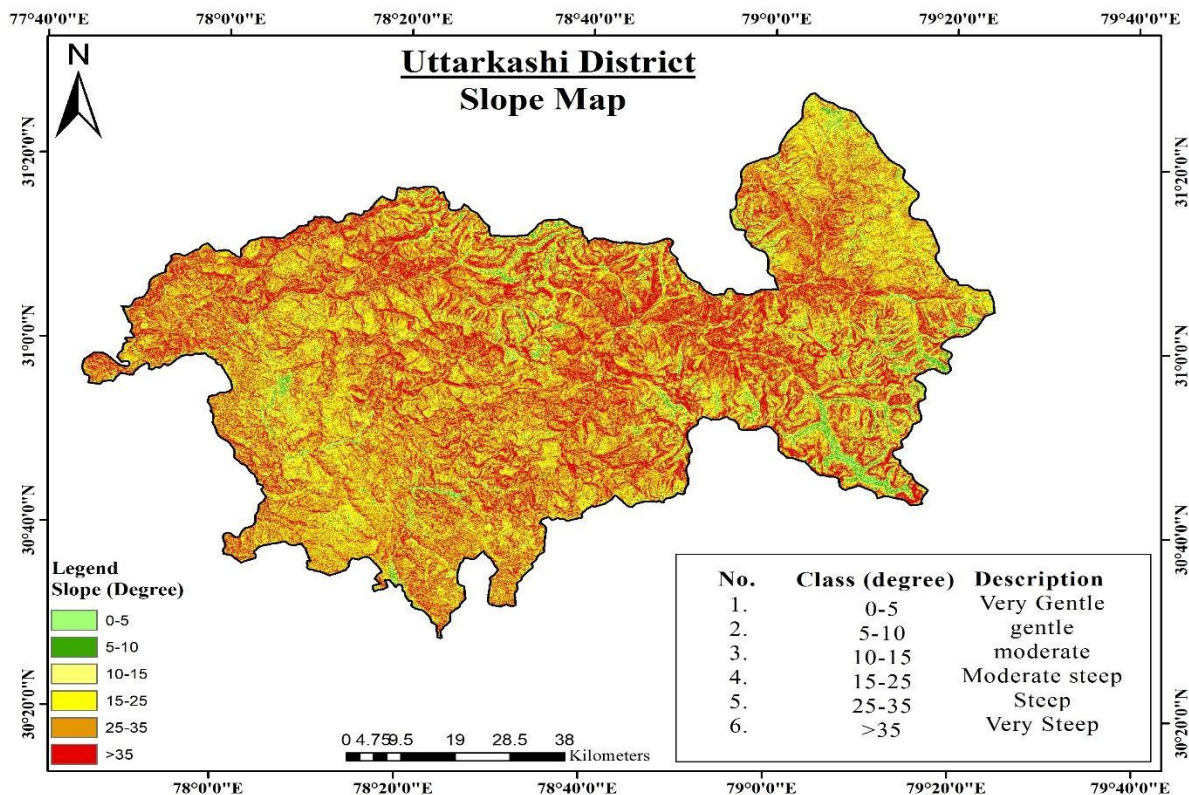 77°40'0"E 78°0'0"E 78°20'0"E 78°40'0"E 79°0'0"E 79°20'0"E 79°40'0"E
N
Uttarkashi District
Slope Map
31°20'0"N
31°20'0"N
31°0'0"N
31°0'0"N
30°40'0"N
30°40'0"N
30°20'0"N
30°20'0"N
Legend
Slope (Degree)
0-5
5-10
10-15
15-25
25-35
>35
0 4.75 9.5 19 28.5 38
Kilometers
No. Class (degree) Description
1. 0-5 Very Gentle
2. 5-10 gentle
3. 10-15 moderate
4. 15-25 Moderate steep
5. 25-35 Steep
6. >35 Very Steep
78°0'0"E 78°20'0"E 78°40'0"E 79°0'0"E 79°20'0"E 79°40'0"E